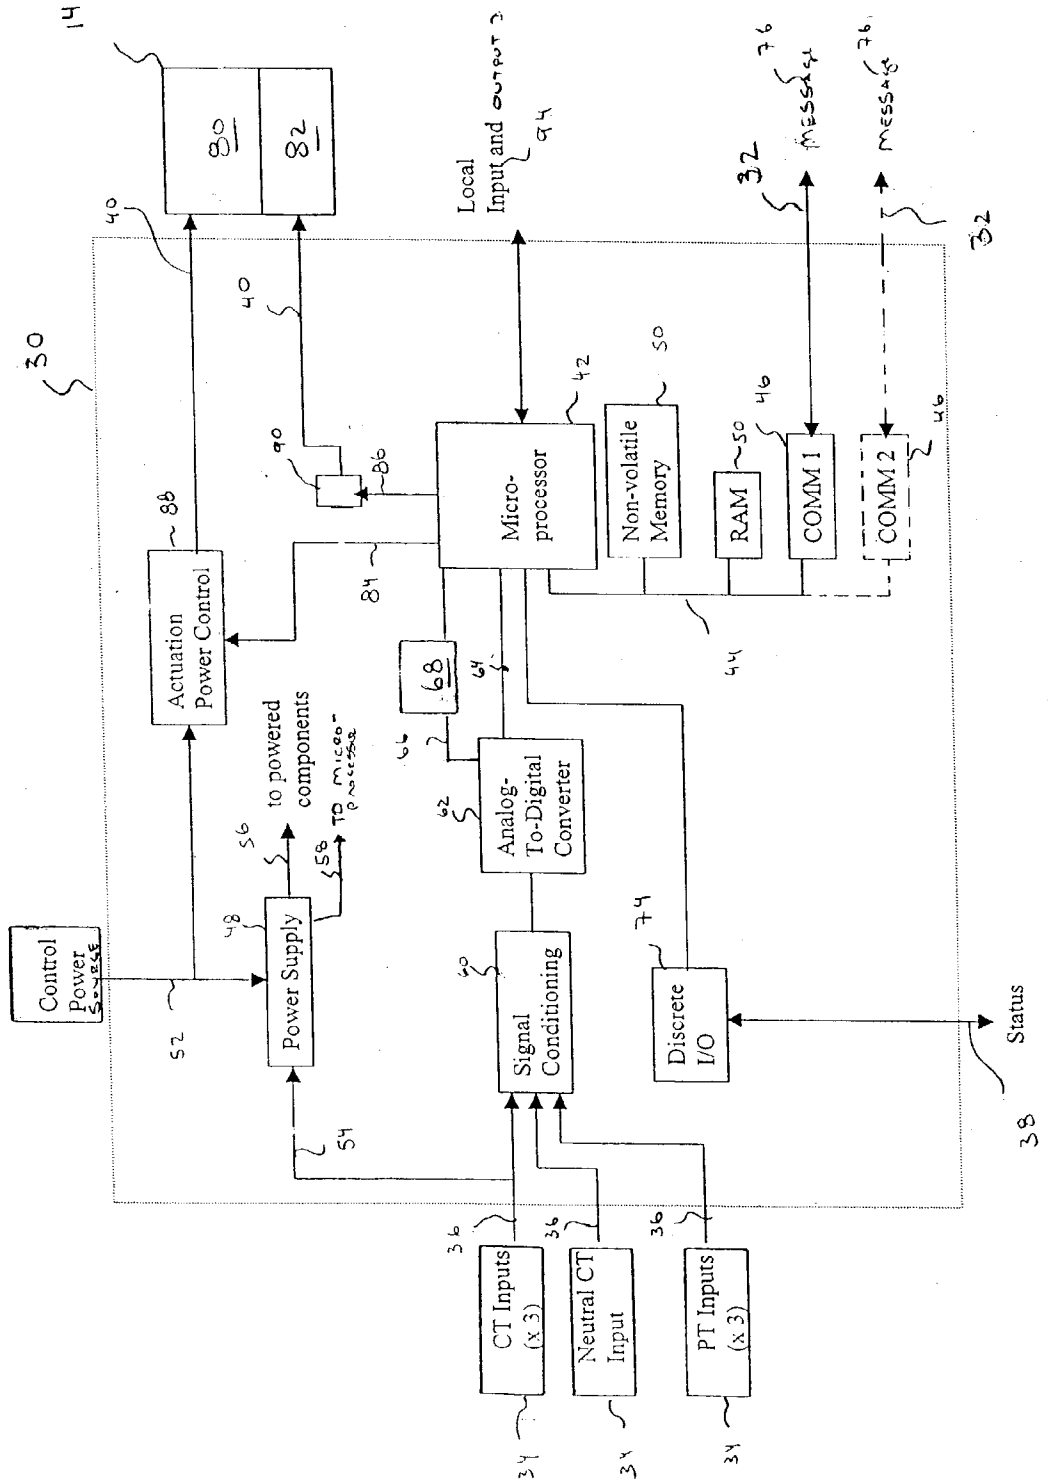 14
80
82
40
40
30
Control
Power
SOURCE
52
Actuation
Power Control
88
90
86
84
48
Power Supply
56
to powered
components
58
TO MICRO-
processor
54
Local
Input and OUTPUT
94
Micro-
processor
42
68
66
64
62
Analog-
To-Digital
Converter
60
Signal
Conditioning
Non-volatile
Memory
50
RAM
50
COMM 1
46
COMM 2
46
44
32
MESSAGE
76
32
MESSAGE
76
74
Discrete
I/O
Status
38
36
CT Inputs
(x 3)
34
36
Neutral CT
Input
34
36
PT Inputs
(x 3)
34